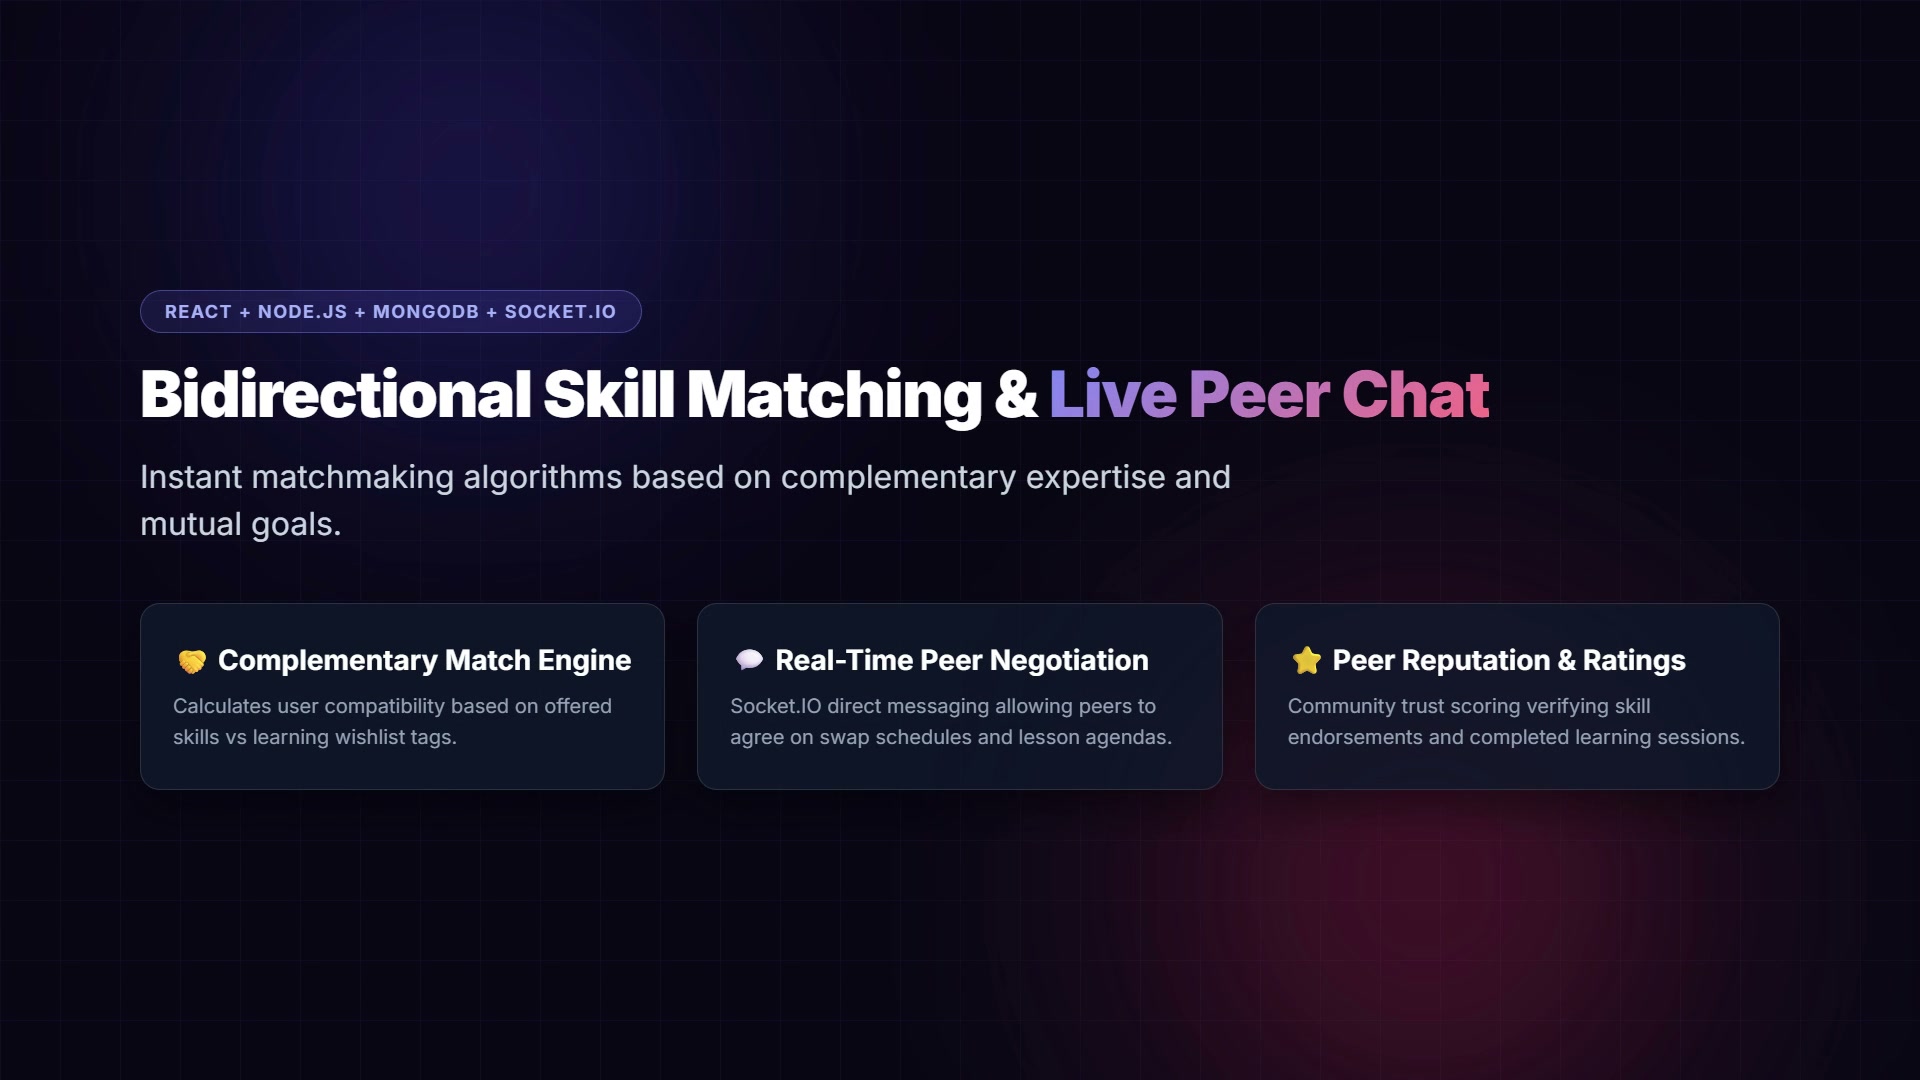 REACT + NODE.JS + MONGODB + SOCKET.IO
Bidirectional Skill Matching & Live Peer Chat
Instant matchmaking algorithms based on complementary expertise and
mutual goals.
🤝 Complementary Match Engine
Calculates user compatibility based on offered
skills vs learning wishlist tags.
💬 Real-Time Peer Negotiation
Socket.IO direct messaging allowing peers to
agree on swap schedules and lesson agendas.
⭐ Peer Reputation & Ratings
Community trust scoring verifying skill
endorsements and completed learning sessions.